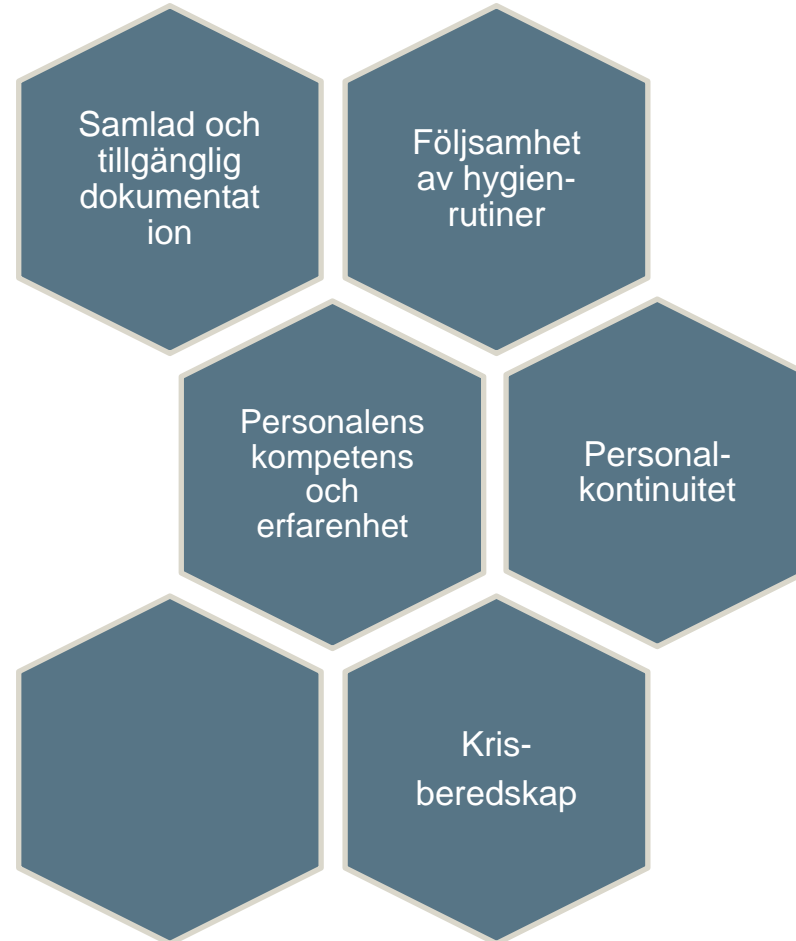 Samlad och
tillgänglig
dokumentat
ion
Följsamhet
av hygien-
rutiner
Personalens
kompetens
och
erfarenhet
Personal-
kontinuitet
Kris-
beredskap